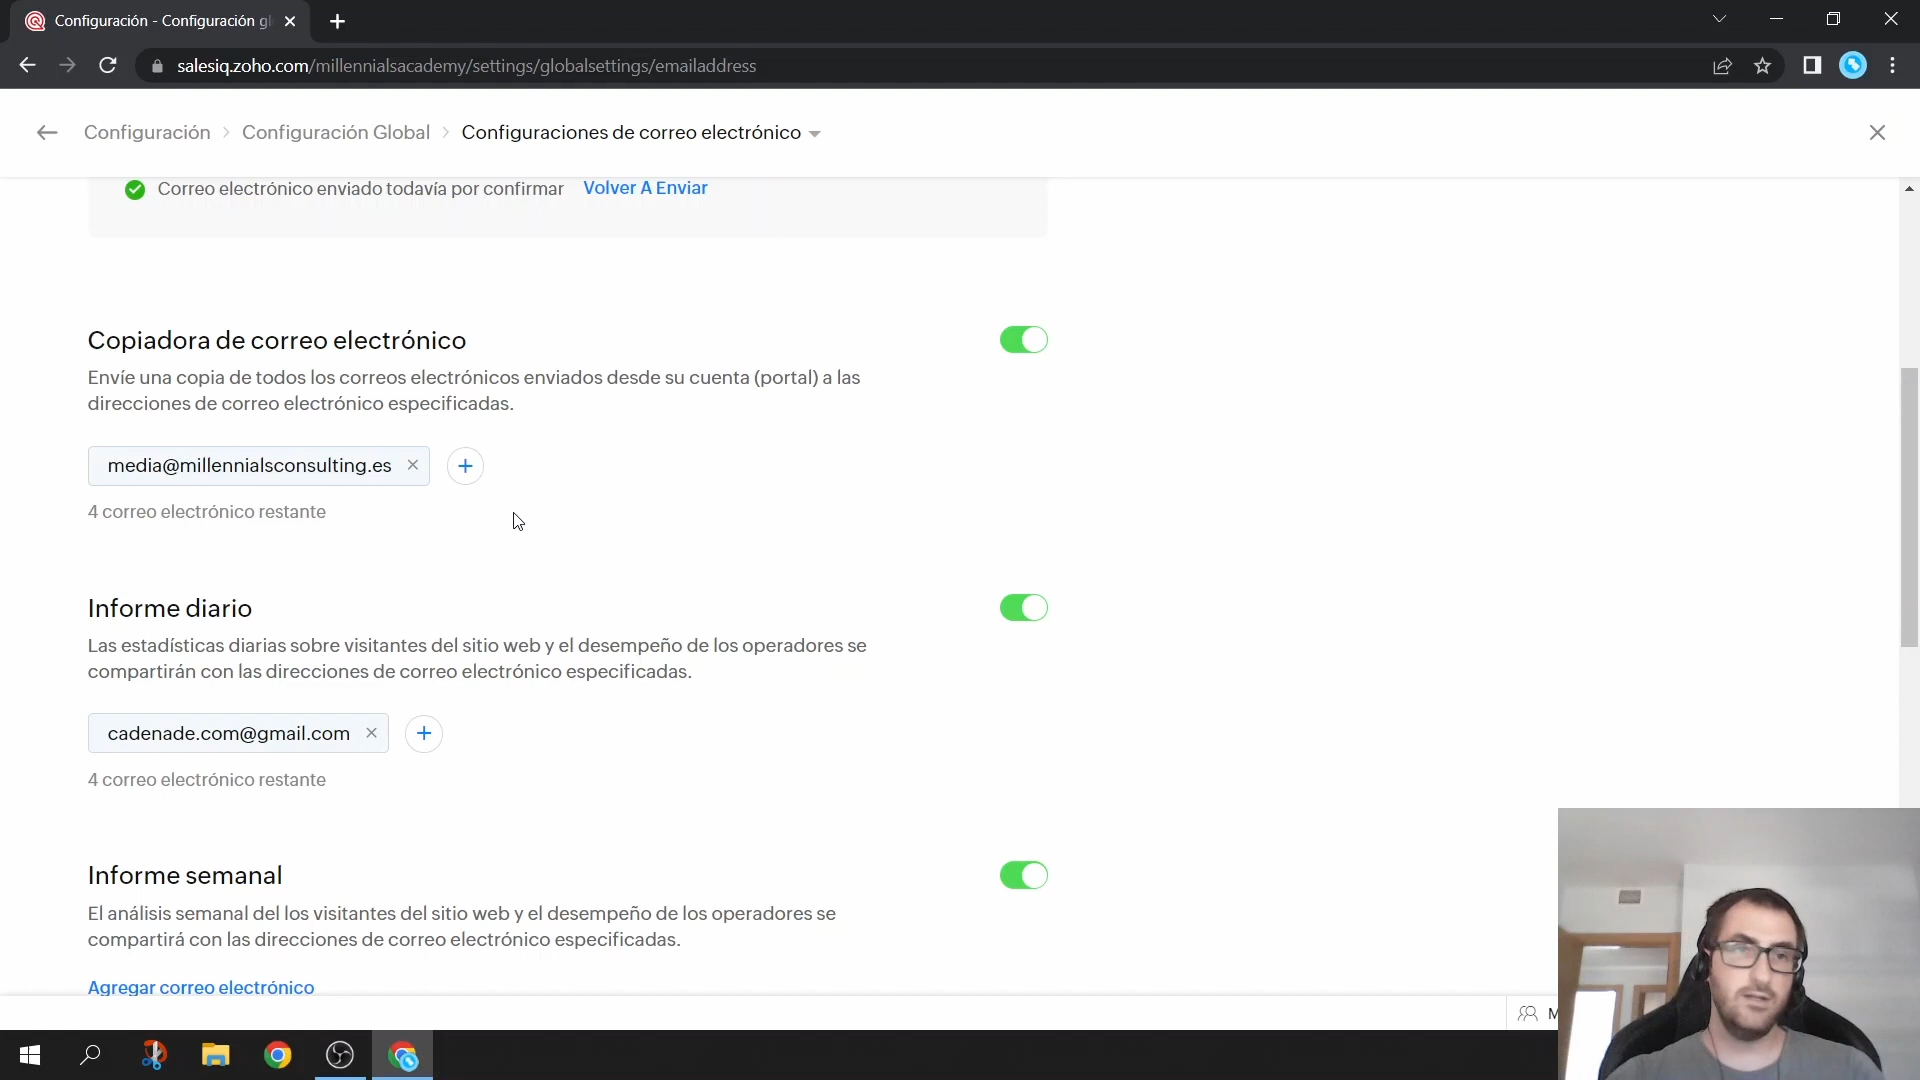 Configuración - Configuración gl
salesiq.zoho.com/millennialsacademy/settings/globalsettings/emailaddress
Configuración > Configuración Global > Configuraciones de correo electrónico
Correo electrónico enviado todavía por confirmar Volver A Enviar
Copiadora de correo electrónico
Envíe una copia de todos los correos electrónicos enviados desde su cuenta (portal) a las
direcciones de correo electrónico especificadas.
media@millennialsconsulting.es
4 correo electrónico restante
Informe diario
Las estadísticas diarias sobre visitantes del sitio web y el desempeño de los operadores se
compartirán con las direcciones de correo electrónico especificadas.
cadenade.com@gmail.com
4 correo electrónico restante
Informe semanal
El análisis semanal del los visitantes del sitio web y el desempeño de los operadores se
compartirá con las direcciones de correo electrónico especificadas.
Agregar correo electrónico
M